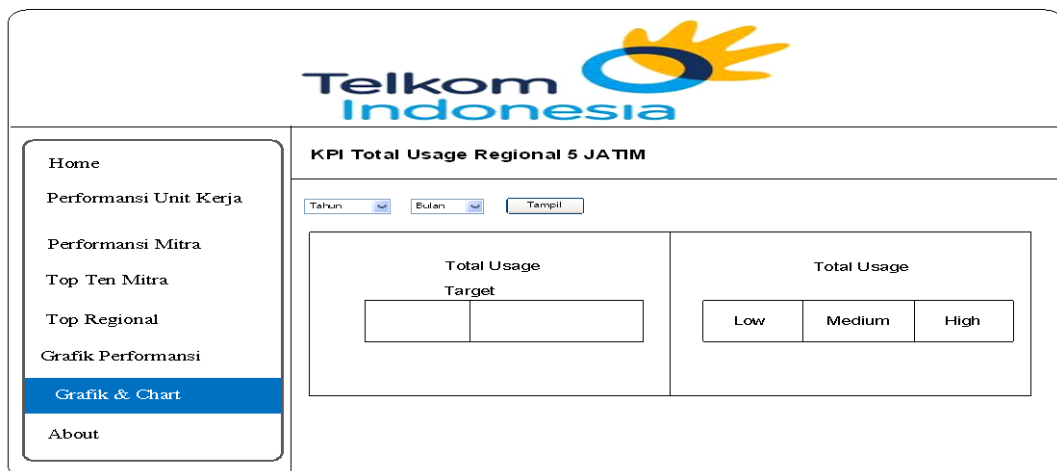 Telkom
Indonesia
Home
Performansi Unit Kerja
Performansi Mitra
Top Ten Mitra
Top Regional
Grafik Performansi
Grafik & Chart
About
KPI Total Usage Regional 5 JATIM
Tahun Bulan Tampil
Total Usage
Target
Total Usage
Low Medium High